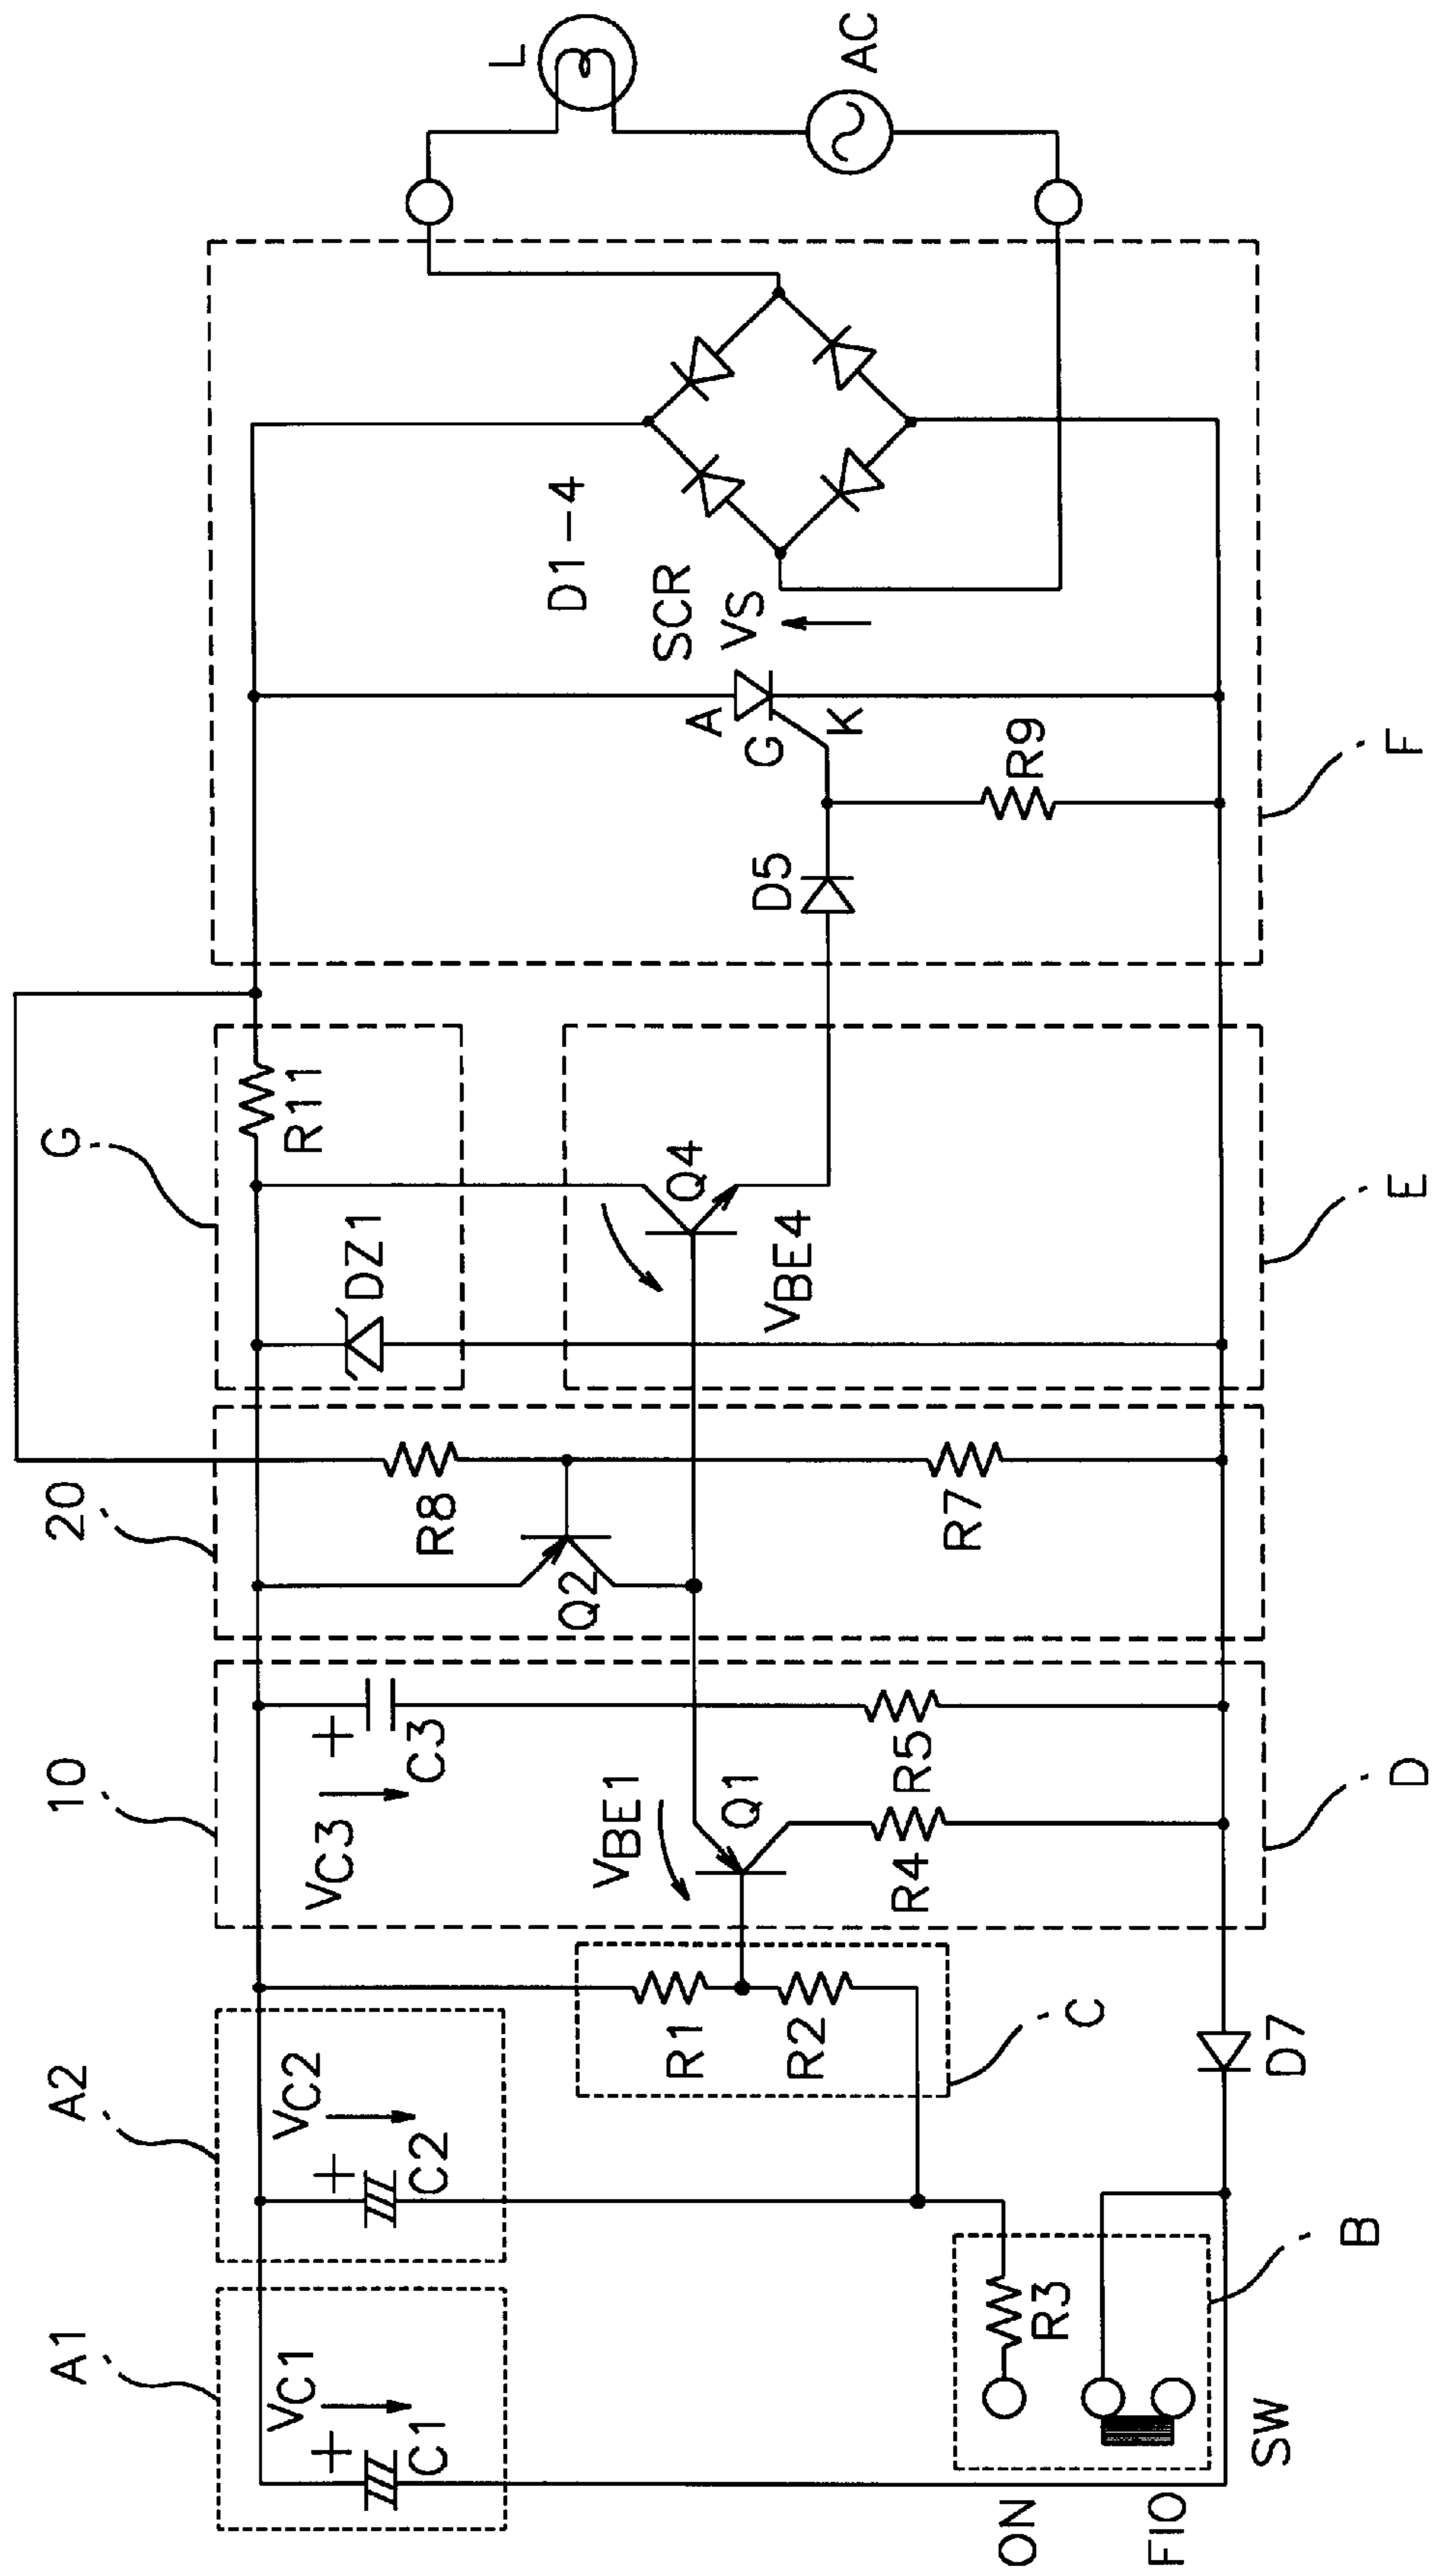 A1
A2
10
20
G
VC1
C1
VC2
C2
VC3
C3
R8
Q2
DZ1
R11
L
D1-4
SCR
VS
A
G
K
AC
R1
R2
VBE1
Q1
Q4
VBE4
D5
R4
R5
R7
R9
ON
FIO
R3
SW
D7
B
C
D
E
F